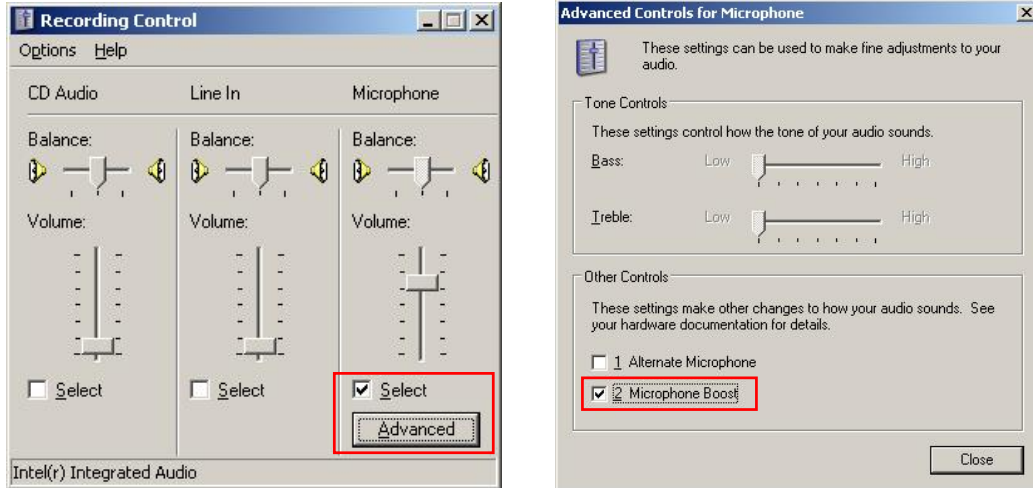 Recording Control
Options Help
CD Audio Line In Microphone
Balance: Balance: Balance:
Volume: Volume: Volume:
Select Select Select
Advanced
Intel(r) Integrated Audio
Advanced Controls for Microphone
These settings can be used to make fine adjustments to your
audio.
Tone Controls
These settings control how the tone of your audio sounds.
Bass: Low High
Treble: Low High
Other Controls
These settings make other changes to how your audio sounds. See
your hardware documentation for details.
1 Alternate Microphone
2 Microphone Boost
Close